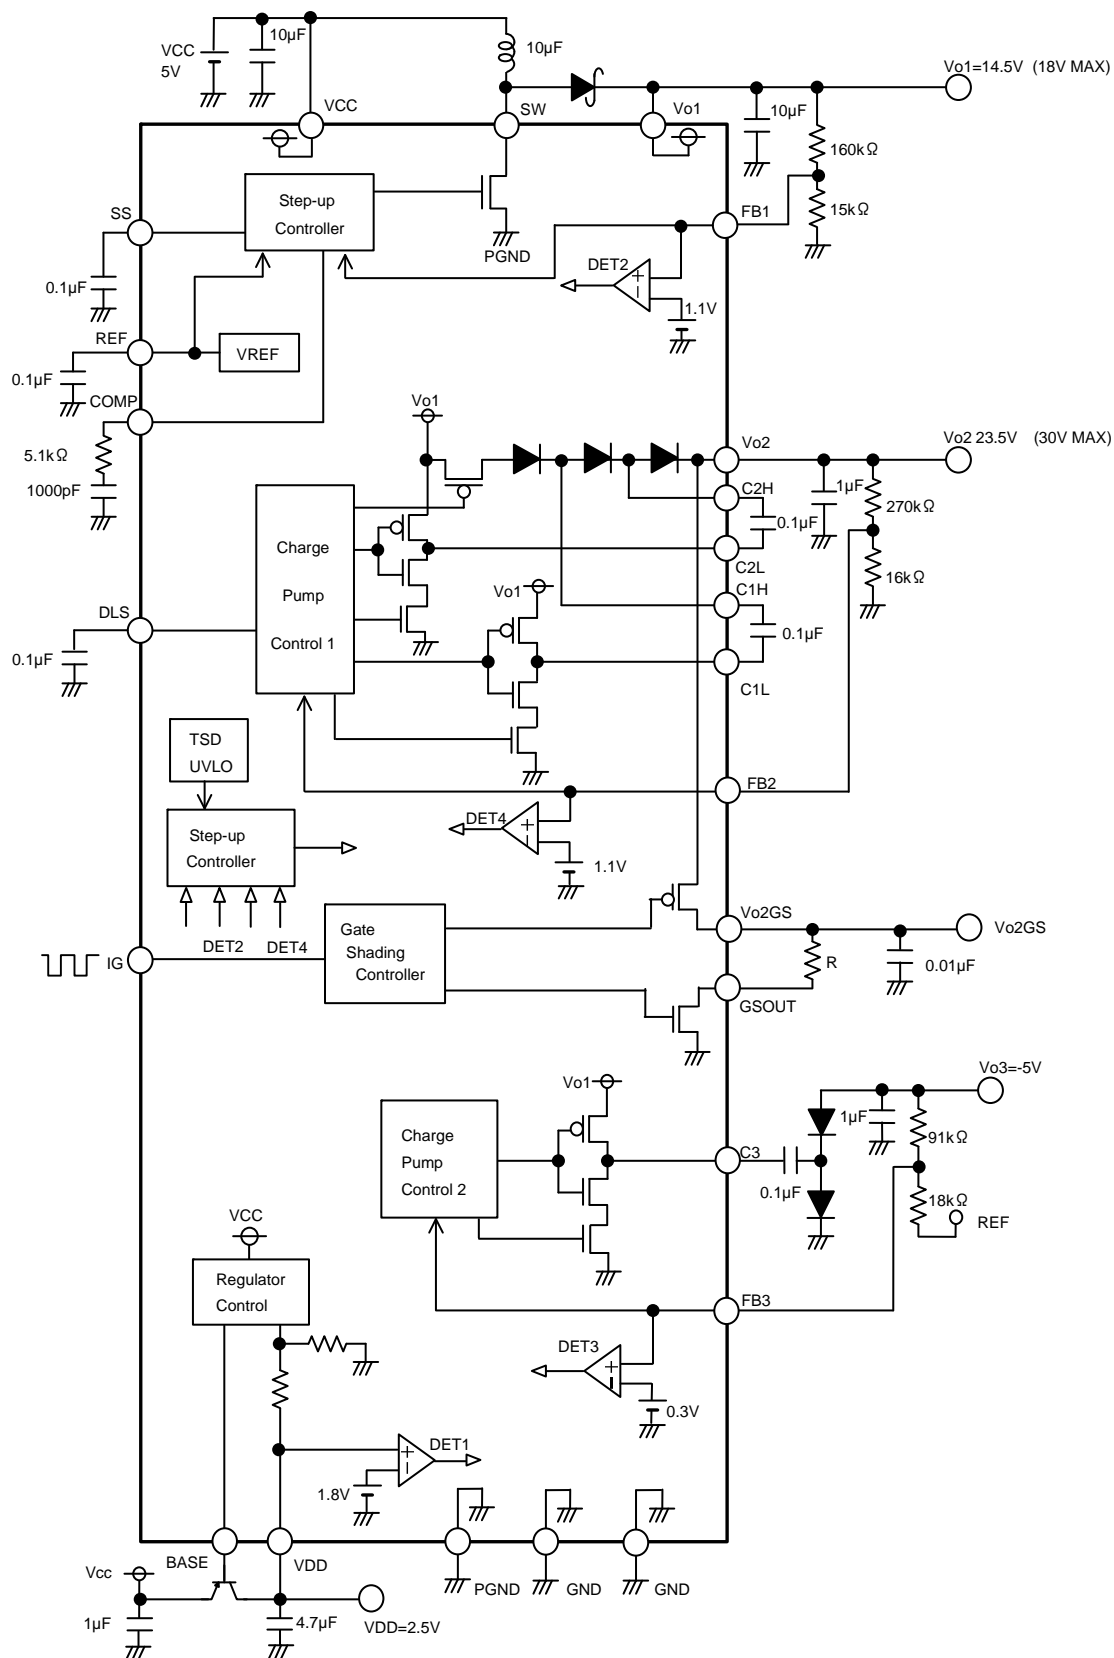 10µF
10µF
VCC
5V
Vo1=14.5V (18V MAX)
VCC
SW
Vo1
10µF
160kΩ
Step-up
Controller
SS
15kΩ
FB1
PGND
DET2
+
−
0.1µF
1.1V
REF
VREF
0.1µF
COMP
Vo1
5.1kΩ
Vo2
Vo2 23.5V (30V MAX)
1000pF
C2H
1µF
270kΩ
0.1µF
Charge
Pump
Control 1
C2L
16kΩ
C1H
Vo1
DLS
0.1µF
0.1µF
C1L
TSD
UVLO
FB2
DET4
+
−
Step-up
Controller
1.1V
Vo2GS
Vo2GS
Gate
Shading
Controller
DET2
DET4
IG
R
0.01µF
GSOUT
Vo3=-5V
Vo1
Charge
Pump
Control 2
1µF
91kΩ
C3
0.1µF
18kΩ
REF
VCC
Regulator
Control
FB3
DET3
+
−
0.3V
DET1
+
−
1.8V
BASE
VDD
Vcc
PGND
GND
GND
1µF
4.7µF
VDD=2.5V